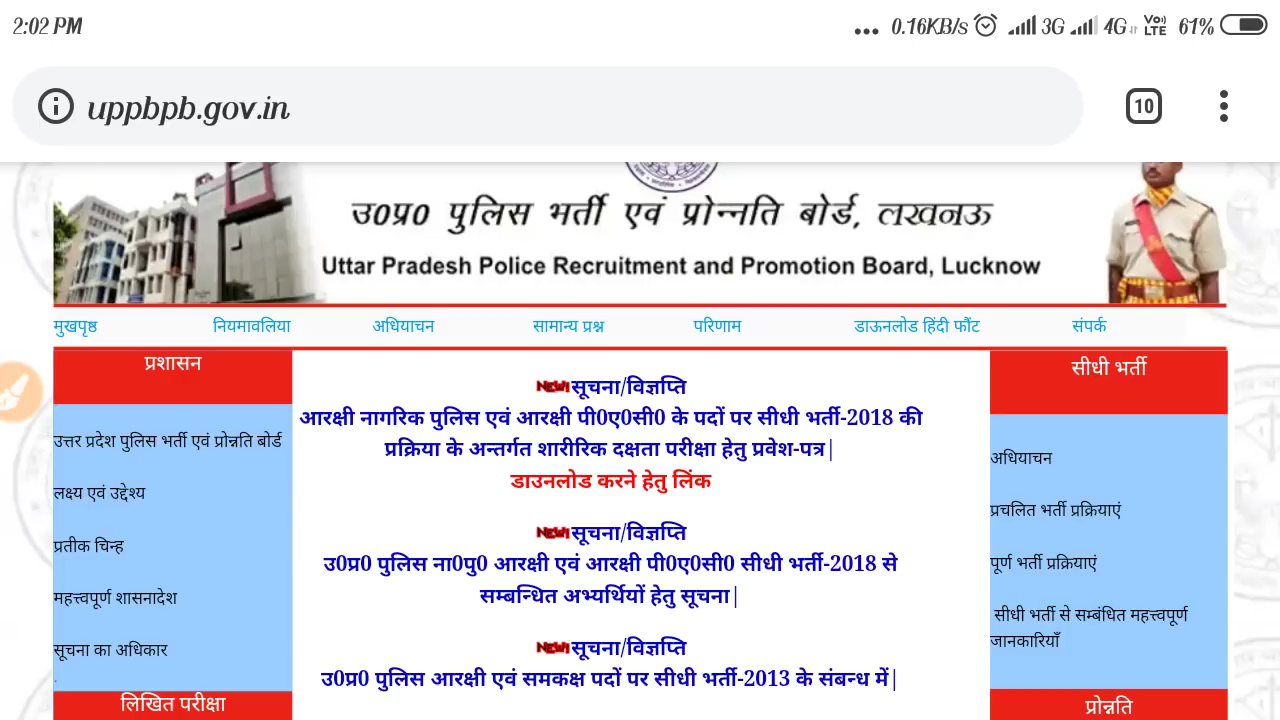 2:02 PM
... 0.16KB/s 3G 4G Vo)) LTE 61%
uppbpb.gov.in
10
उ0प्र0 पुलिस भर्ती एवं प्रोन्नति बोर्ड, लखनऊ
Uttar Pradesh Police Recruitment and Promotion Board, Lucknow
मुखपृष्ठ नियमावलिया अधियाचन सामान्य प्रश्न परिणाम डाऊनलोड हिंदी फौंट संपर्क
प्रशासन
उत्तर प्रदेश पुलिस भर्ती एवं प्रोन्नति बोर्ड
लक्ष्य एवं उद्देश्य
प्रतीक चिन्ह
महत्त्वपूर्ण शासनादेश
सूचना का अधिकार
लिखित परीक्षा
NEW! सूचना/विज्ञप्ति
आरक्षी नागरिक पुलिस एवं आरक्षी पी0ए0सी0 के पदों पर सीधी भर्ती-2018 की
प्रक्रिया के अन्तर्गत शारीरिक दक्षता परीक्षा हेतु प्रवेश-पत्र|
डाउनलोड करने हेतु लिंक
NEW! सूचना/विज्ञप्ति
उ0प्र0 पुलिस ना0पु0 आरक्षी एवं आरक्षी पी0ए0सी0 सीधी भर्ती-2018 से
सम्बन्धित अभ्यर्थियों हेतु सूचना|
NEW! सूचना/विज्ञप्ति
उ0प्र0 पुलिस आरक्षी एवं समकक्ष पदों पर सीधी भर्ती-2013 के संबन्ध में|
सीधी भर्ती
अधियाचन
प्रचलित भर्ती प्रक्रियाएं
पूर्ण भर्ती प्रक्रियाएं
सीधी भर्ती से सम्बंधित महत्त्वपूर्ण
जानकारियाँ
प्रोन्नति